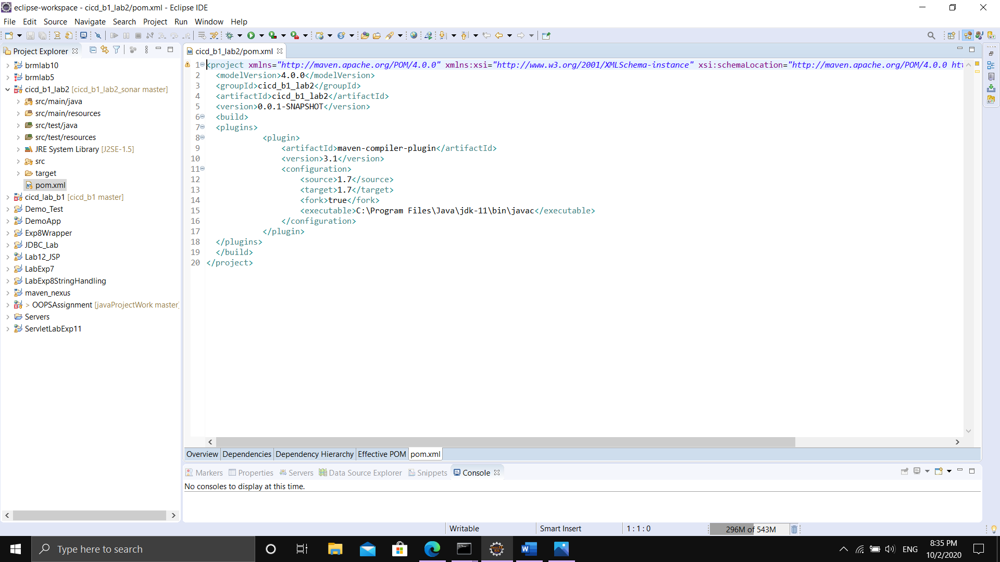 eclipse-workspace - cicd_b1_lab2/pom.xml - Eclipse IDE
File Edit Source Navigate Search Project Run Window Help
Project Explorer
brmlab10
brmlab5
cicd_b1_lab2 [cicd_b1_lab2_sonar master]
src/main/java
src/main/resources
src/test/java
src/test/resources
JRE System Library [J2SE-1.5]
src
target
pom.xml
cicd_lab_b1 [cicd_b1 master]
Demo_Test
DemoApp
Exp8Wrapper
JDBC_Lab
Lab12_JSP
LabExp7
LabExp8StringHandling
maven_nexus
> OOPSAssignment [javaProjectWork master]
Servers
ServletLabExp11
cicd_b1_lab2/pom.xml
1 <project xmlns="http://maven.apache.org/POM/4.0.0" xmlns:xsi="http://www.w3.org/2001/XMLSchema-instance" xsi:schemaLocation="http://maven.apache.org/POM/4.0.0 htt
2 <modelVersion>4.0.0</modelVersion>
3 <groupId>cicd_b1_lab2</groupId>
4 <artifactId>cicd_b1_lab2</artifactId>
5 <version>0.0.1-SNAPSHOT</version>
6 <build>
7 <plugins>
8 <plugin>
9 <artifactId>maven-compiler-plugin</artifactId>
10 <version>3.1</version>
11 <configuration>
12 <source>1.7</source>
13 <target>1.7</target>
14 <fork>true</fork>
15 <executable>C:\Program Files\Java\jdk-11\bin\javac</executable>
16 </configuration>
17 </plugin>
18 </plugins>
19 </build>
20 </project>
Overview Dependencies Dependency Hierarchy Effective POM pom.xml
Markers Properties Servers Data Source Explorer Snippets Console
No consoles to display at this time.
Writable Smart Insert 1 : 1 : 0 296M of 543M
Type here to search
ENG
8:35 PM
10/2/2020